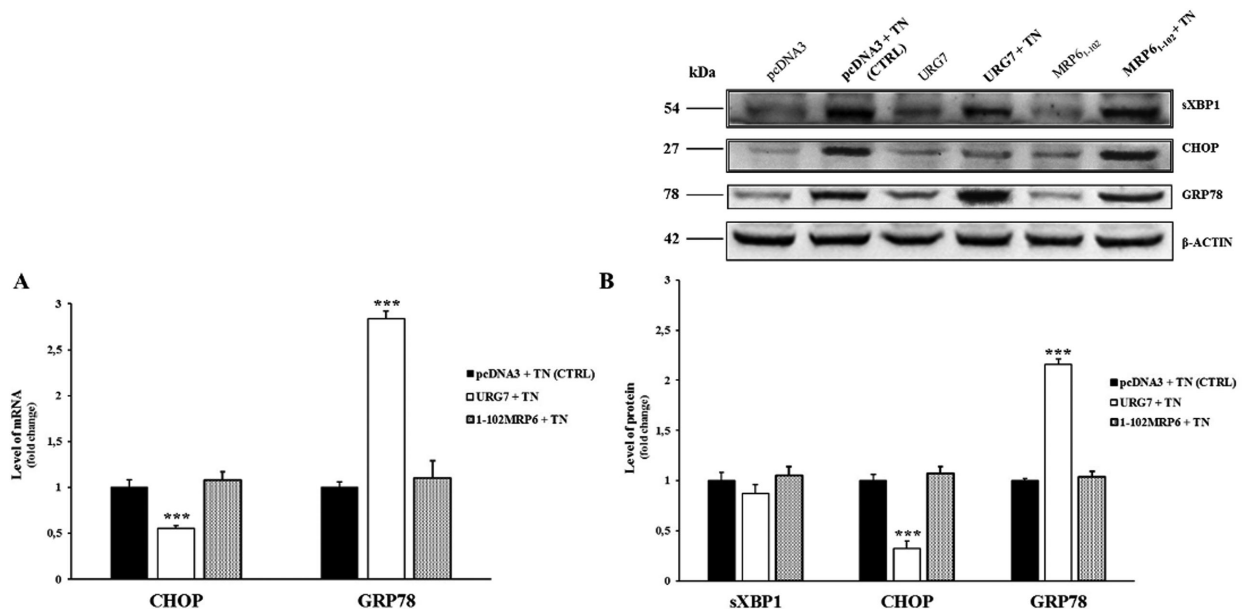 pcDNA3
pcDNA3 + TN
(CTRL)
URG7
URG7 + TN
MRP6₁₋₁₀₂
MRP6₁₋₁₀₂ + TN
kDa
54
sXBP1
27
CHOP
78
GRP78
42
β-ACTIN
A
Level of mRNA
(fold change)
3
2,5
2
1,5
1
0,5
0
***
***
CHOP
GRP78
pcDNA3 + TN (CTRL)
URG7 + TN
1-102MRP6 + TN
B
Level of protein
(fold change)
3
2,5
2
1,5
1
0,5
0
***
***
sXBP1
CHOP
GRP78
pcDNA3 + TN (CTRL)
URG7 + TN
1-102MRP6 + TN